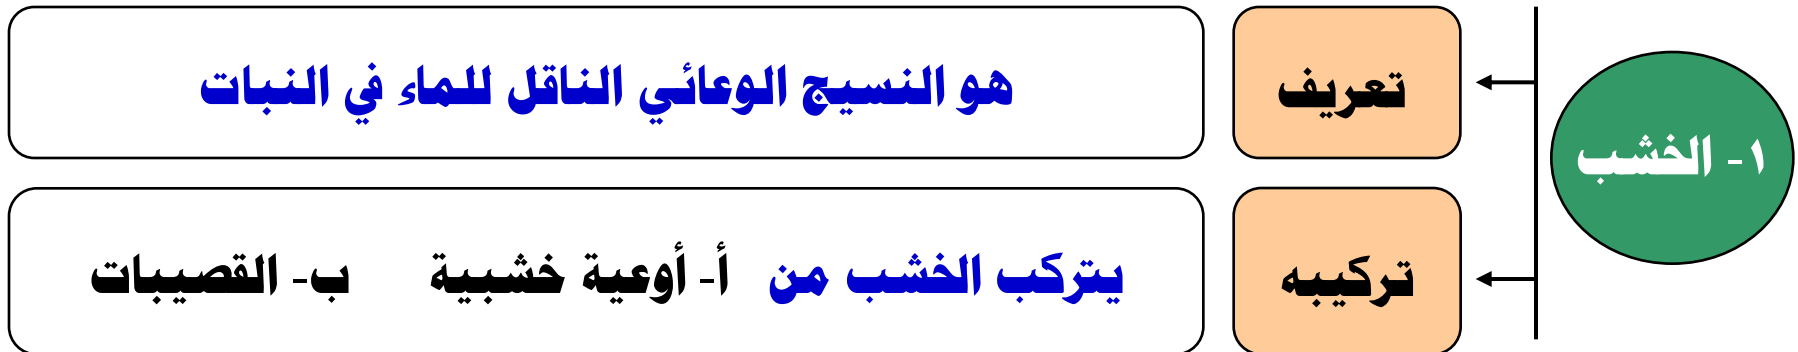 ١- الخشب
تعريف
هو النسيج الوعائي الناقل للماء في النبات
تركيبه
يتركب الخشب من أ- أوعية خشبية ب- القصيبات